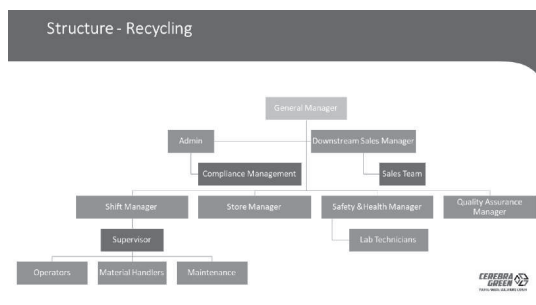 Structure - Recycling
General Manager
Admin
Downstream Sales Manager
Compliance Management
Sales Team
Shift Manager
Store Manager
Safety & Health Manager
Quality Assurance
Manager
Supervisor
Lab Technicians
Operators
Material Handlers
Maintenance
CEREBRA
GREEN